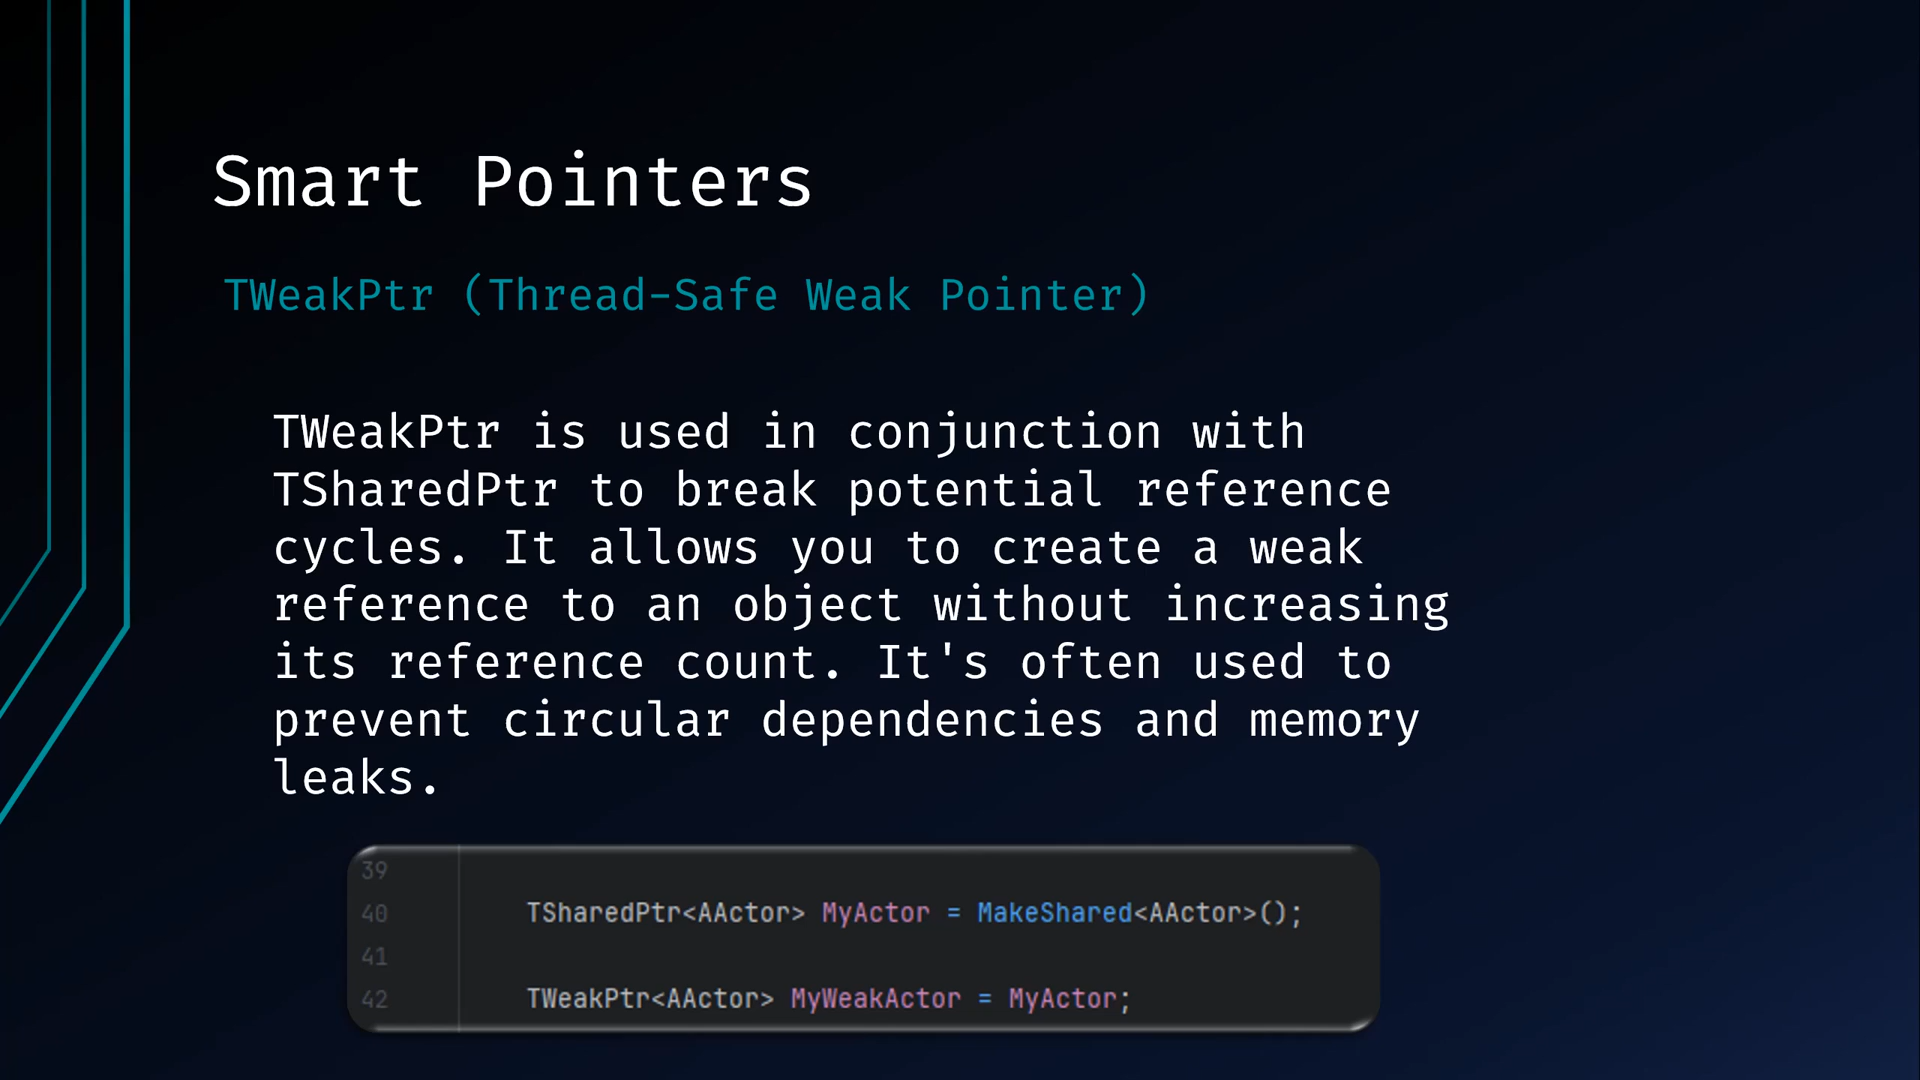 Smart Pointers
TWeakPtr (Thread-Safe Weak Pointer)
TWeakPtr is used in conjunction with
TSharedPtr to break potential reference
cycles. It allows you to create a weak
reference to an object without increasing
its reference count. It's often used to
prevent circular dependencies and memory
leaks.
39
40 TSharedPtr<AActor> MyActor = MakeShared<AActor>();
41
42 TWeakPtr<AActor> MyWeakActor = MyActor;